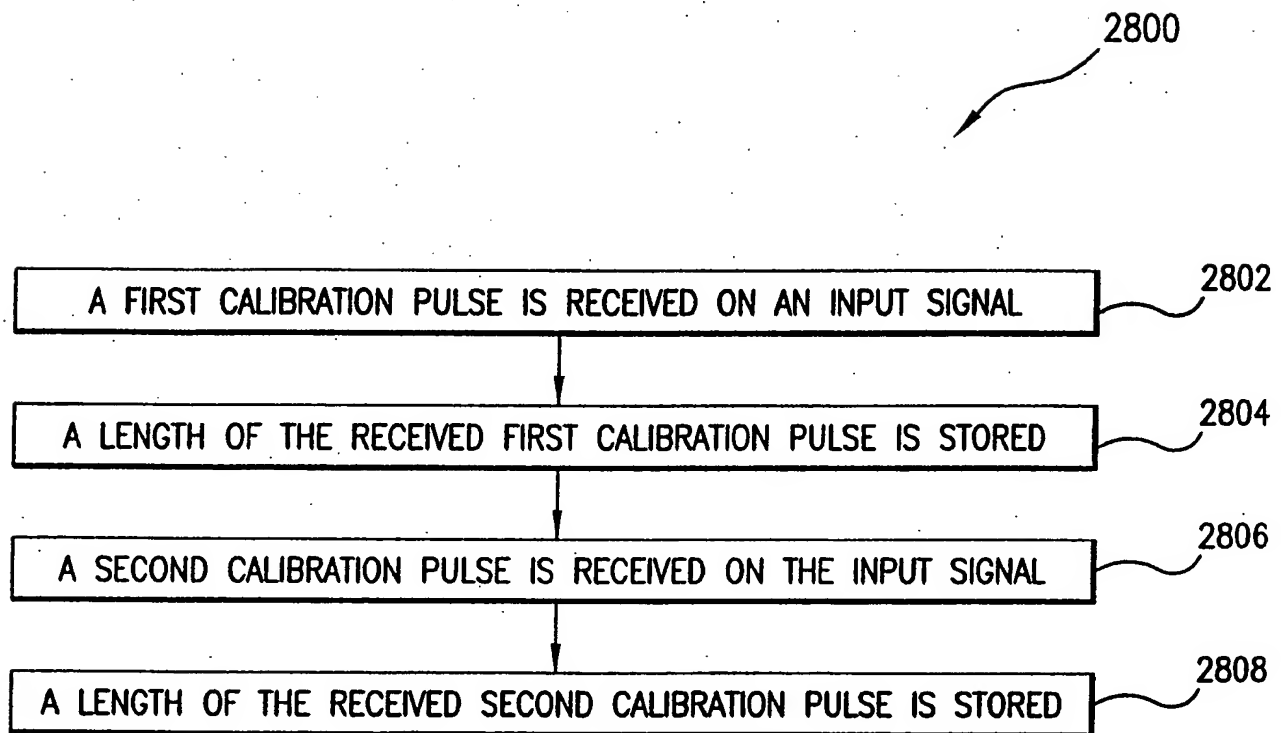 2800
A FIRST CALIBRATION PULSE IS RECEIVED ON AN INPUT SIGNAL
2802
A LENGTH OF THE RECEIVED FIRST CALIBRATION PULSE IS STORED
2804
A SECOND CALIBRATION PULSE IS RECEIVED ON THE INPUT SIGNAL
2806
A LENGTH OF THE RECEIVED SECOND CALIBRATION PULSE IS STORED
2808